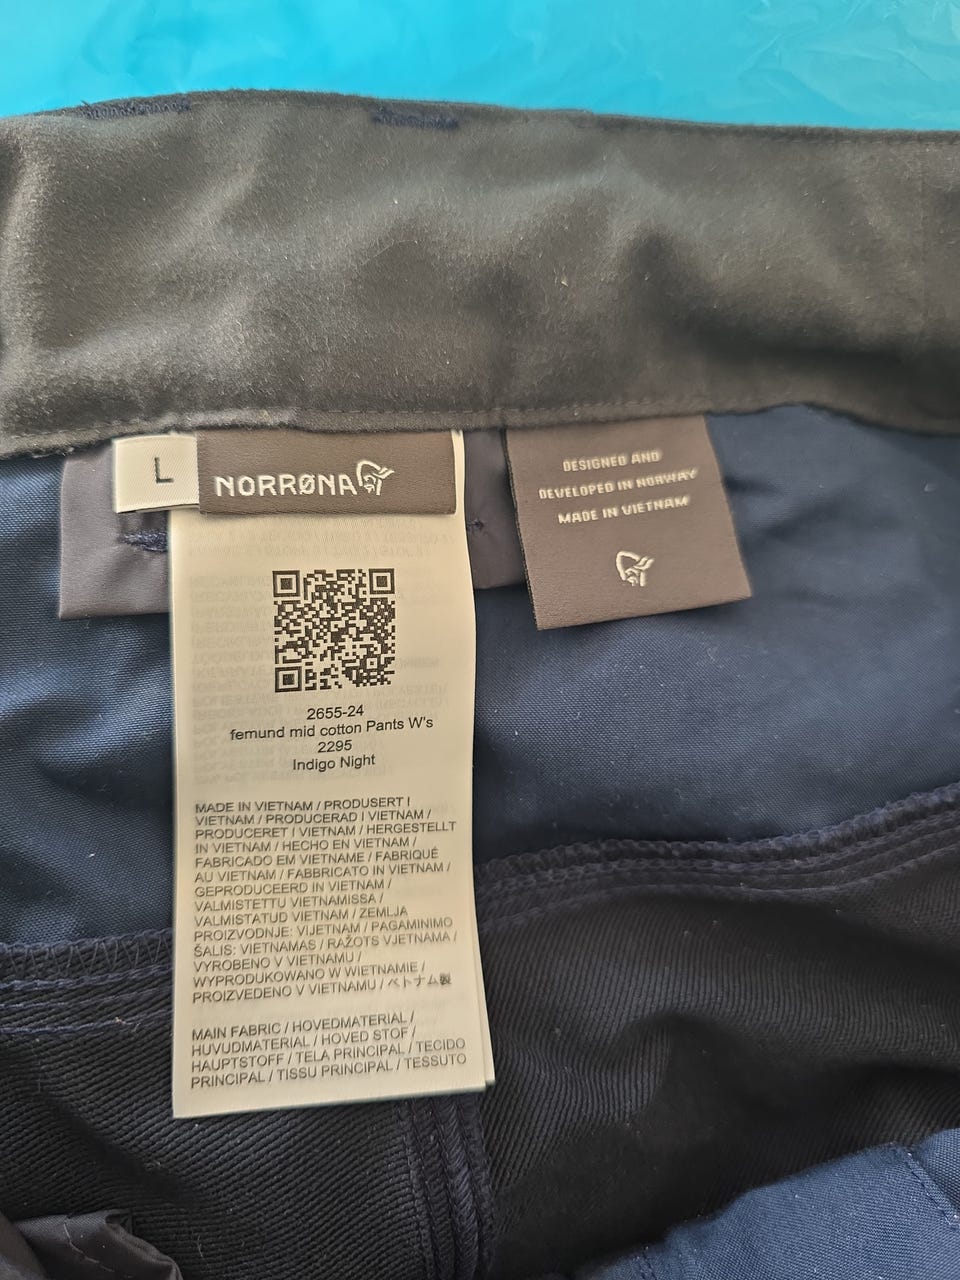 L
NORRØNA
DESIGNED AND
DEVELOPED IN NORWAY
MADE IN VIETNAM
2655-24
femund mid cotton Pants W's
2295
Indigo Night
MADE IN VIETNAM / PRODUSERT I
VIETNAM / PRODUCERAD I VIETNAM /
PRODUCERET I VIETNAM / HERGESTELLT
IN VIETNAM / HECHO EN VIETNAM /
FABRICADO EM VIETNAME / FABRIQUÉ
AU VIETNAM / FABBRICATO IN VIETNAM /
GEPRODUCEERD IN VIETNAM /
VALMISTETTU VIETNAMISSA /
VALMISTATUD VIETNAM / ZEMLJA
PROIZVODNJE: VIJETNAM / PAGAMINIMO
ŠALIS: VIETNAMAS / RAŽOTS VJETNAMA /
VYROBENO V VIETNAMU /
WYPRODUKOWANO W WIETNAMIE /
PROIZVEDENO V VIETNAMU / ベトナム製
MAIN FABRIC / HOVEDMATERIAL /
HUVUDMATERIAL / HOVED STOF /
HAUPTSTOFF / TELA PRINCIPAL / TECIDO
PRINCIPAL / TISSU PRINCIPAL / TESSUTO